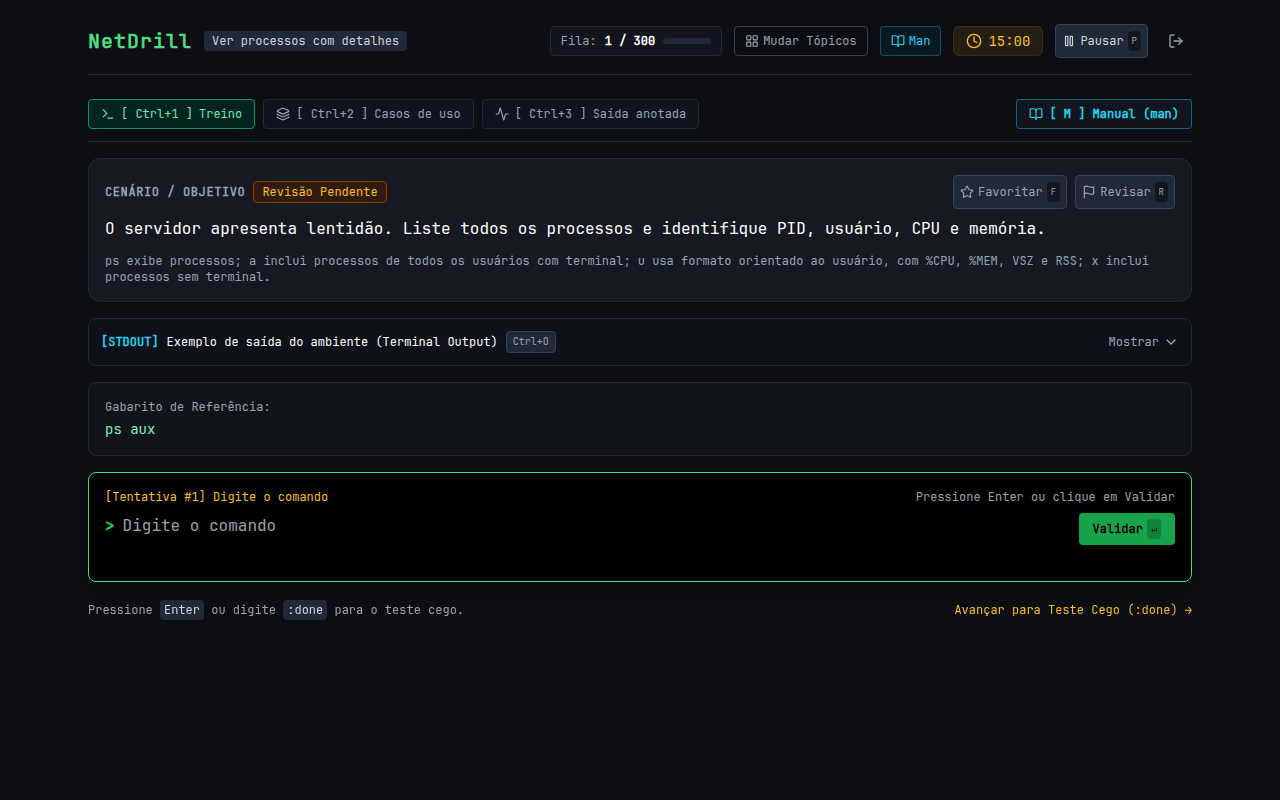 NetDrill Ver processos com detalhes Fila: 1 / 300 Mudar Tópicos Man 15:00 Pausar P
[ Ctrl+1 ] Treino [ Ctrl+2 ] Casos de uso [ Ctrl+3 ] Saída anotada [ M ] Manual (man)
CENÁRIO / OBJETIVO Revisão Pendente Favoritar F Revisar R
O servidor apresenta lentidão. Liste todos os processos e identifique PID, usuário, CPU e memória.
ps exibe processos; a inclui processos de todos os usuários com terminal; u usa formato orientado ao usuário, com %CPU, %MEM, VSZ e RSS; x inclui
processos sem terminal.
[STDOUT] Exemplo de saída do ambiente (Terminal Output) Ctrl+O Mostrar
Gabarito de Referência:
ps aux
[Tentativa #1] Digite o comando Pressione Enter ou clique em Validar
> Digite o comando Validar ↵
Pressione Enter ou digite :done para o teste cego. Avançar para Teste Cego (:done) →